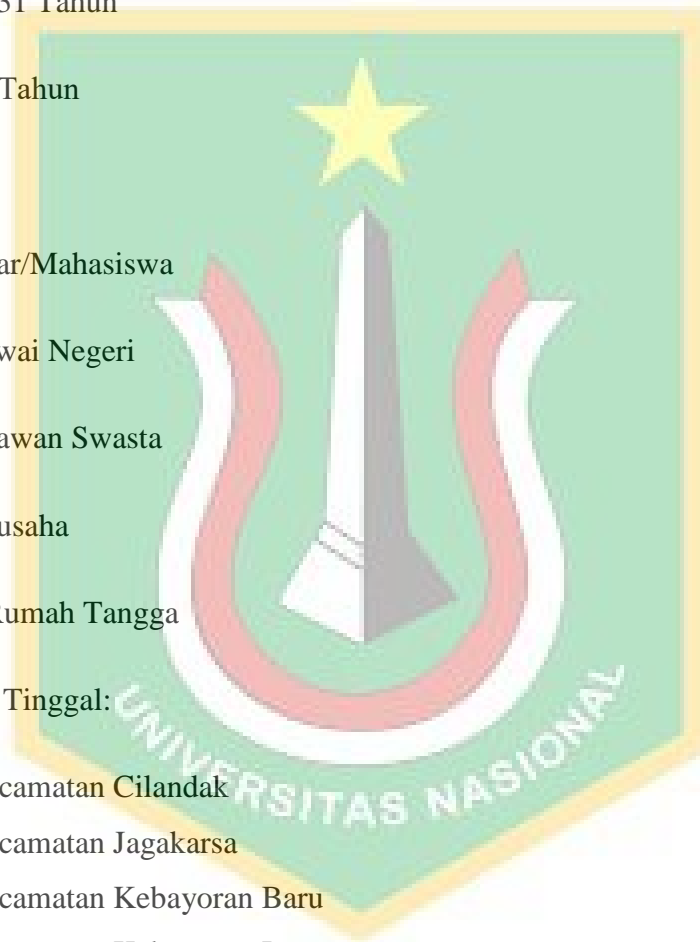 31 Tahun
Tahun
ar/Mahasiswa
wai Negeri
awan Swasta
usaha
Rumah Tangga
Tinggal:
camatan Cilandak
camatan Jagakarsa
camatan Kebayoran Baru
UNIVERSITAS NASIONAL